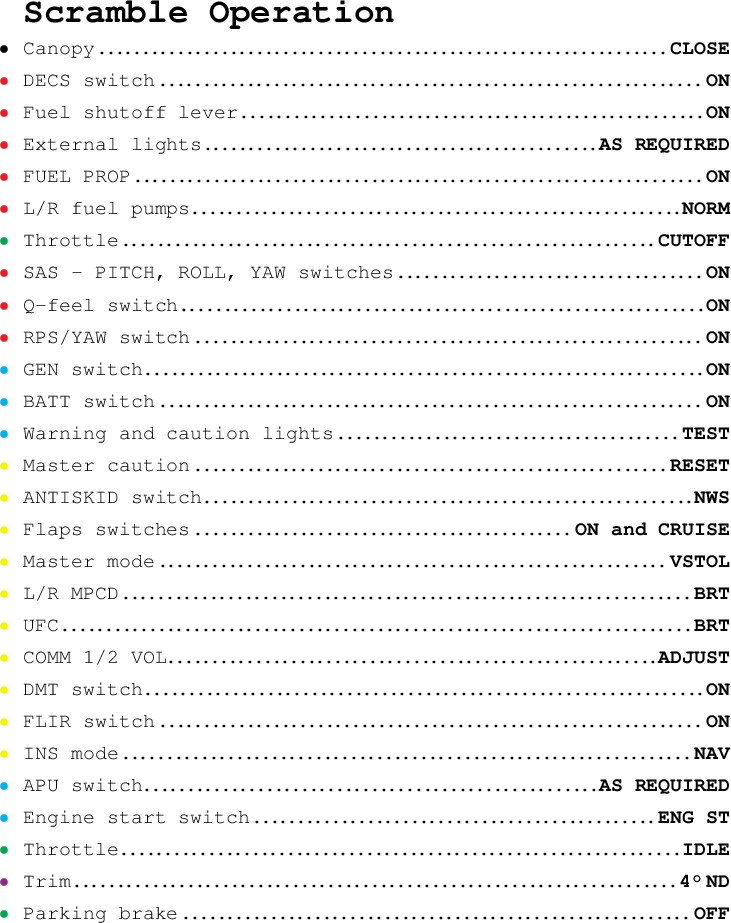 Scramble Operation
• Canopy..................................................................CLOSE
• DECS switch...............................................................ON
• Fuel shutoff lever......................................................ON
• External lights..............................................AS REQUIRED
• FUEL PROP..................................................................ON
• L/R fuel pumps.........................................................NORM
• Throttle..............................................................CUTOFF
• SAS - PITCH, ROLL, YAW switches....................................ON
• Q-feel switch.............................................................ON
• RPS/YAW switch...........................................................ON
• GEN switch.................................................................ON
• BATT switch...............................................................ON
• Warning and caution lights........................................TEST
• Master caution.......................................................RESET
• ANTISKID switch.........................................................NWS
• Flaps switches............................................ON and CRUISE
• Master mode...........................................................VSTOL
• L/R MPCD..................................................................BRT
• UFC.........................................................................BRT
• COMM 1/2 VOL.........................................................ADJUST
• DMT switch.................................................................ON
• FLIR switch...............................................................ON
• INS mode..................................................................NAV
• APU switch.....................................................AS REQUIRED
• Engine start switch...............................................ENG ST
• Throttle.................................................................IDLE
• Trim......................................................................4° ND
• Parking brake...........................................................OFF